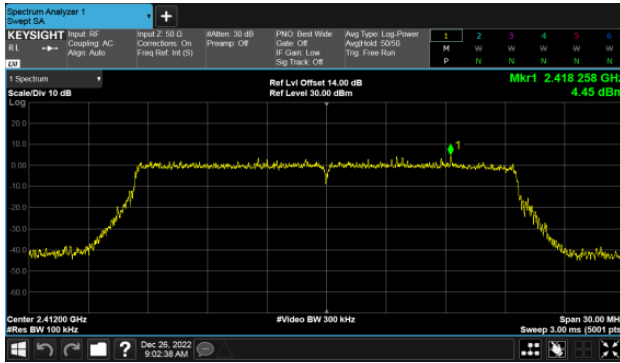 Spectrum Analyzer 1
Swept SA
+
KEYSIGHT Input: RF Input Z: 50 Ω #Atten: 30 dB PNO: Best Wide Avg Type: Log-Power 1 2 3 4 5 6
RL Coupling: AC Corrections: On Preamp: Off Gate: Off Avg|Hold: 50/50 M W W W W W
Align: Auto Freq Ref: Int (S) IF Gain: Low Trig: Free Run P N N N N N
LXI Sig Track: Off
1 Spectrum Ref Lvl Offset 14.00 dB Mkr1 2.418 258 GHz
Scale/Div 10 dB Ref Level 30.00 dBm 4.45 dBm
Log
20.0
10.0
1
0.00
-10.0
-20.0
-30.0
-40.0
-50.0
-60.0
Center 2.41200 GHz #Video BW 300 kHz Span 30.00 MH
#Res BW 100 kHz Sweep 3.00 ms (5001 pts
? Dec 26, 2022
9:02:38 AM